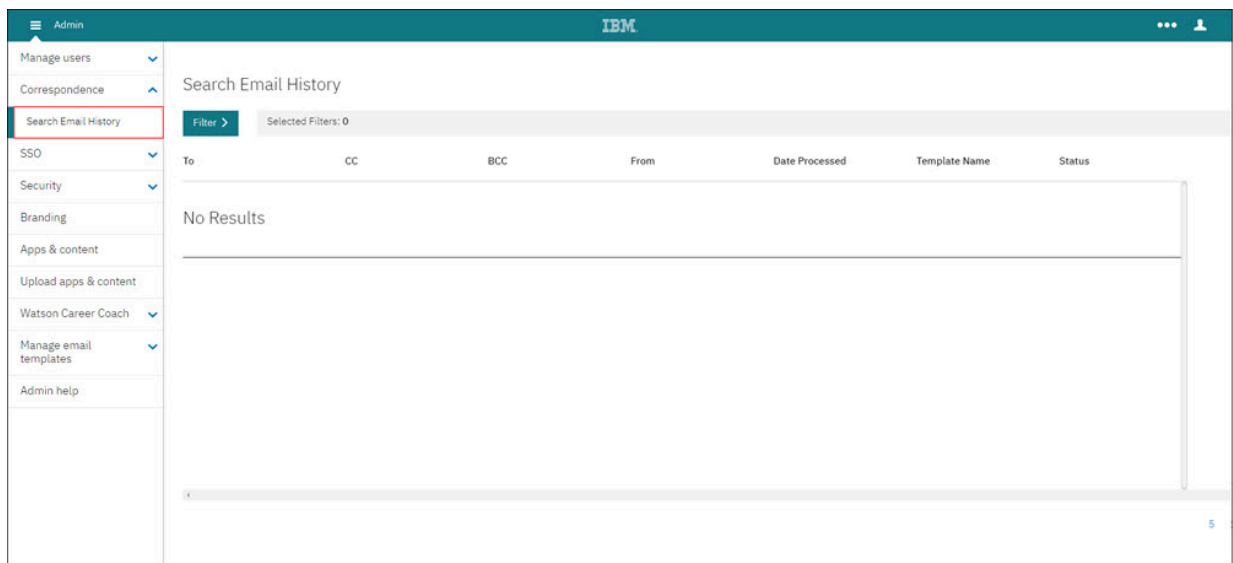 Admin
IBM
Manage users
Correspondence
Search Email History
SSO
Security
Branding
Apps & content
Upload apps & content
Watson Career Coach
Manage email
templates
Admin help
Search Email History
Filter
Selected Filters: 0
To CC BCC From Date Processed Template Name Status
No Results
5